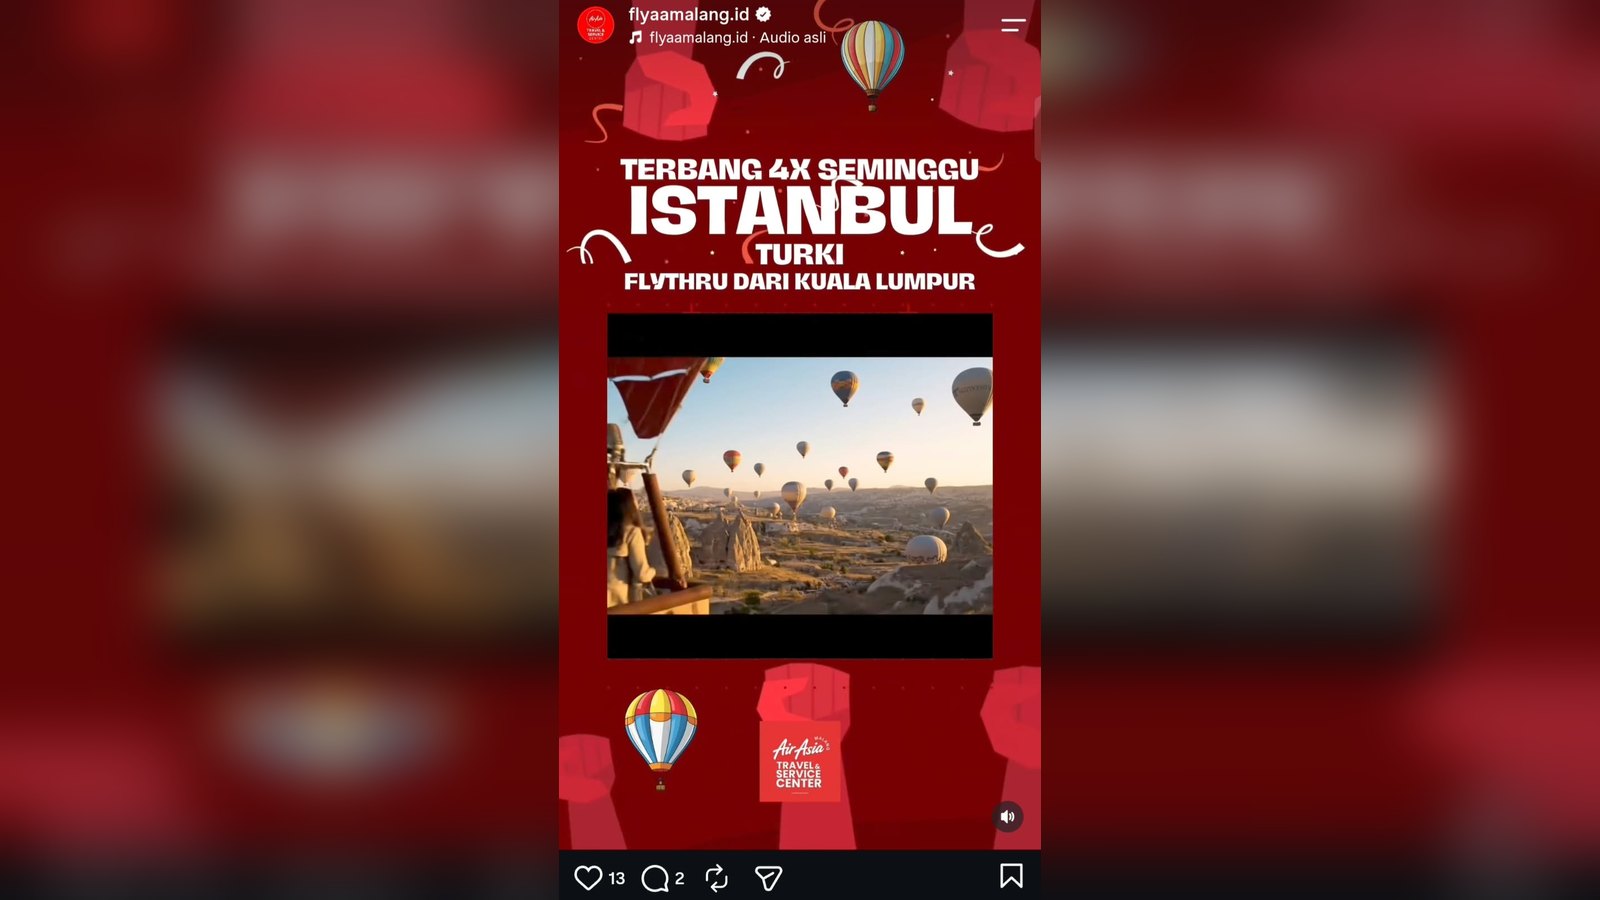 flyaamalang.id
flyaamalang.id · Audio asli
TERBANG 4X SEMINGGU
ISTANBUL
TURKI
FLYTHRU DARI KUALA LUMPUR
AirAsia
MALANG
TRAVEL &
SERVICE
CENTER
13
2